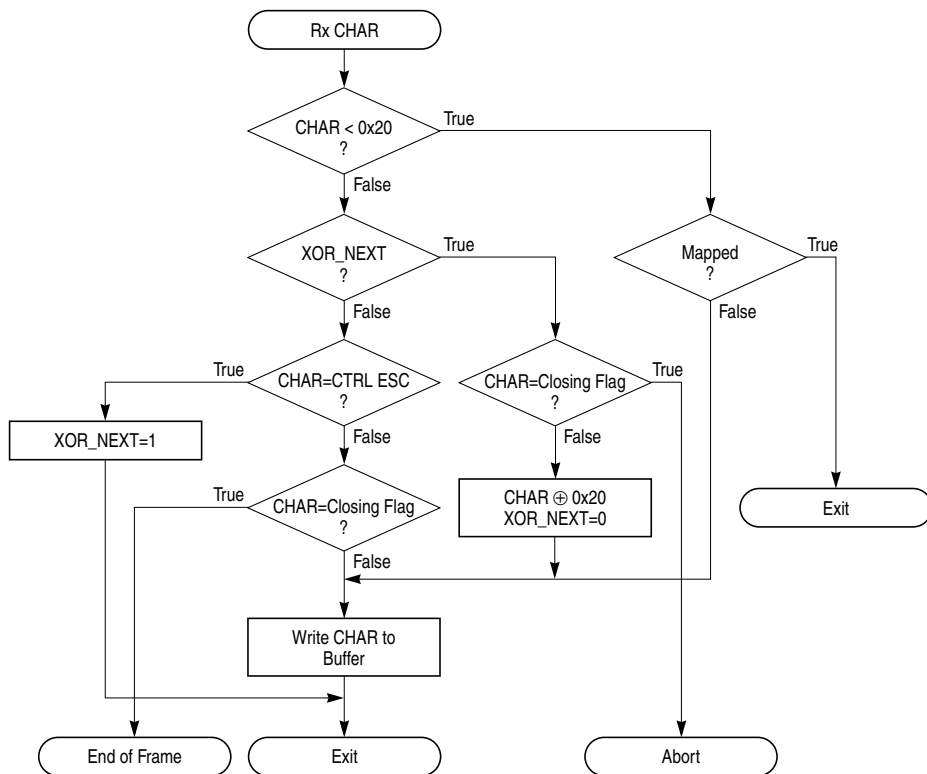 Rx CHAR
CHAR < 0x20
?
True
False
XOR_NEXT
?
True
False
Mapped
?
True
False
True
CHAR=CTRL ESC
?
False
CHAR=Closing Flag
?
True
False
XOR_NEXT=1
True
CHAR=Closing Flag
?
False
CHAR ⊕ 0x20
XOR_NEXT=0
Exit
Write CHAR to
Buffer
End of Frame
Exit
Abort